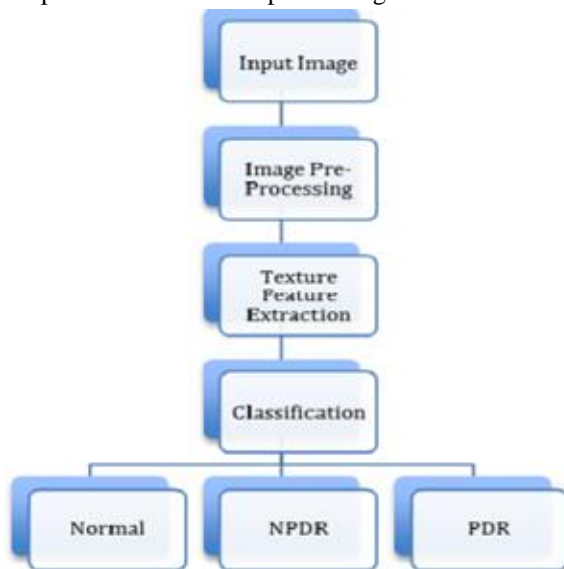 Input Image
Image Pre-
Processing
Texture
Feature
Extraction
Classification
Normal
NPDR
PDR